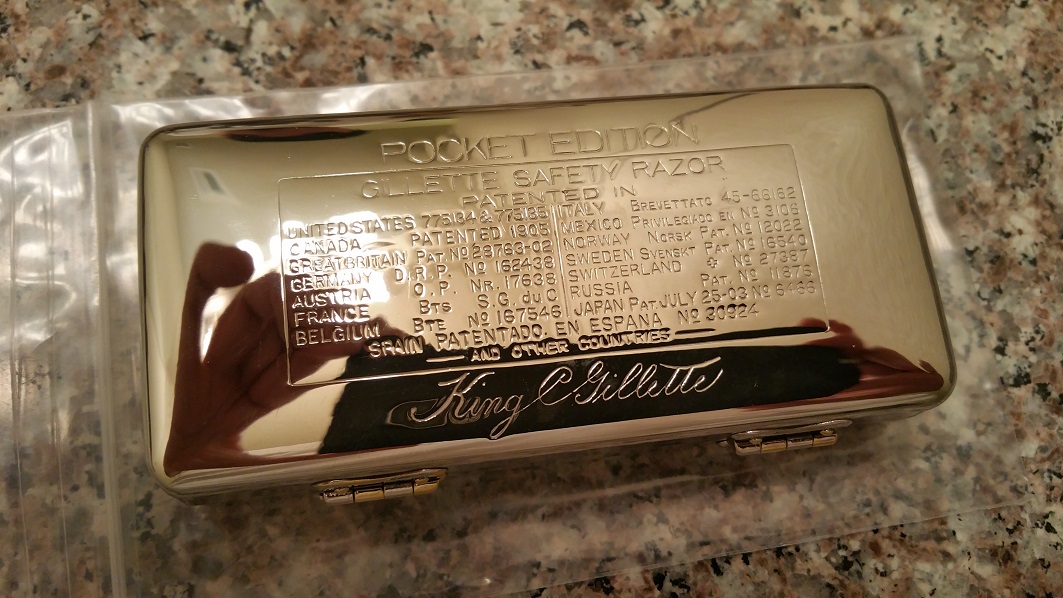 POCKET EDITION
GILLETTE SAFETY RAZOR
PATENTED IN
UNITED STATES 775134 & 775135
CANADA PATENTED 1905
GREAT BRITAIN PAT. No 28763-02
GERMANY D.R.P. No 162438
AUSTRIA O.P. NR. 17638
FRANCE BTS S.G. du G.
BELGIUM BTE No 167546
ITALY BREVETTATO 45-66162
MEXICO PRIVILEGIADO EN No 3106
NORWAY NORSK PAT. No 12022
SWEDEN SVENSKT PAT. No 16540
SWITZERLAND No 27387
RUSSIA PAT. No 11876
JAPAN PAT JULY 25-03 No 6466
SPAIN PATENTADO. EN ESPANA No 30924
AND OTHER COUNTRIES
King C Gillette